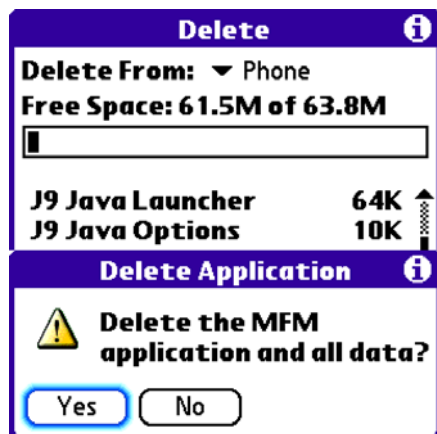 Delete
Delete From: Phone
Free Space: 61.5M of 63.8M
J9 Java Launcher 64K
J9 Java Options 10K
Delete Application
Delete the MFM
application and all data?
Yes No